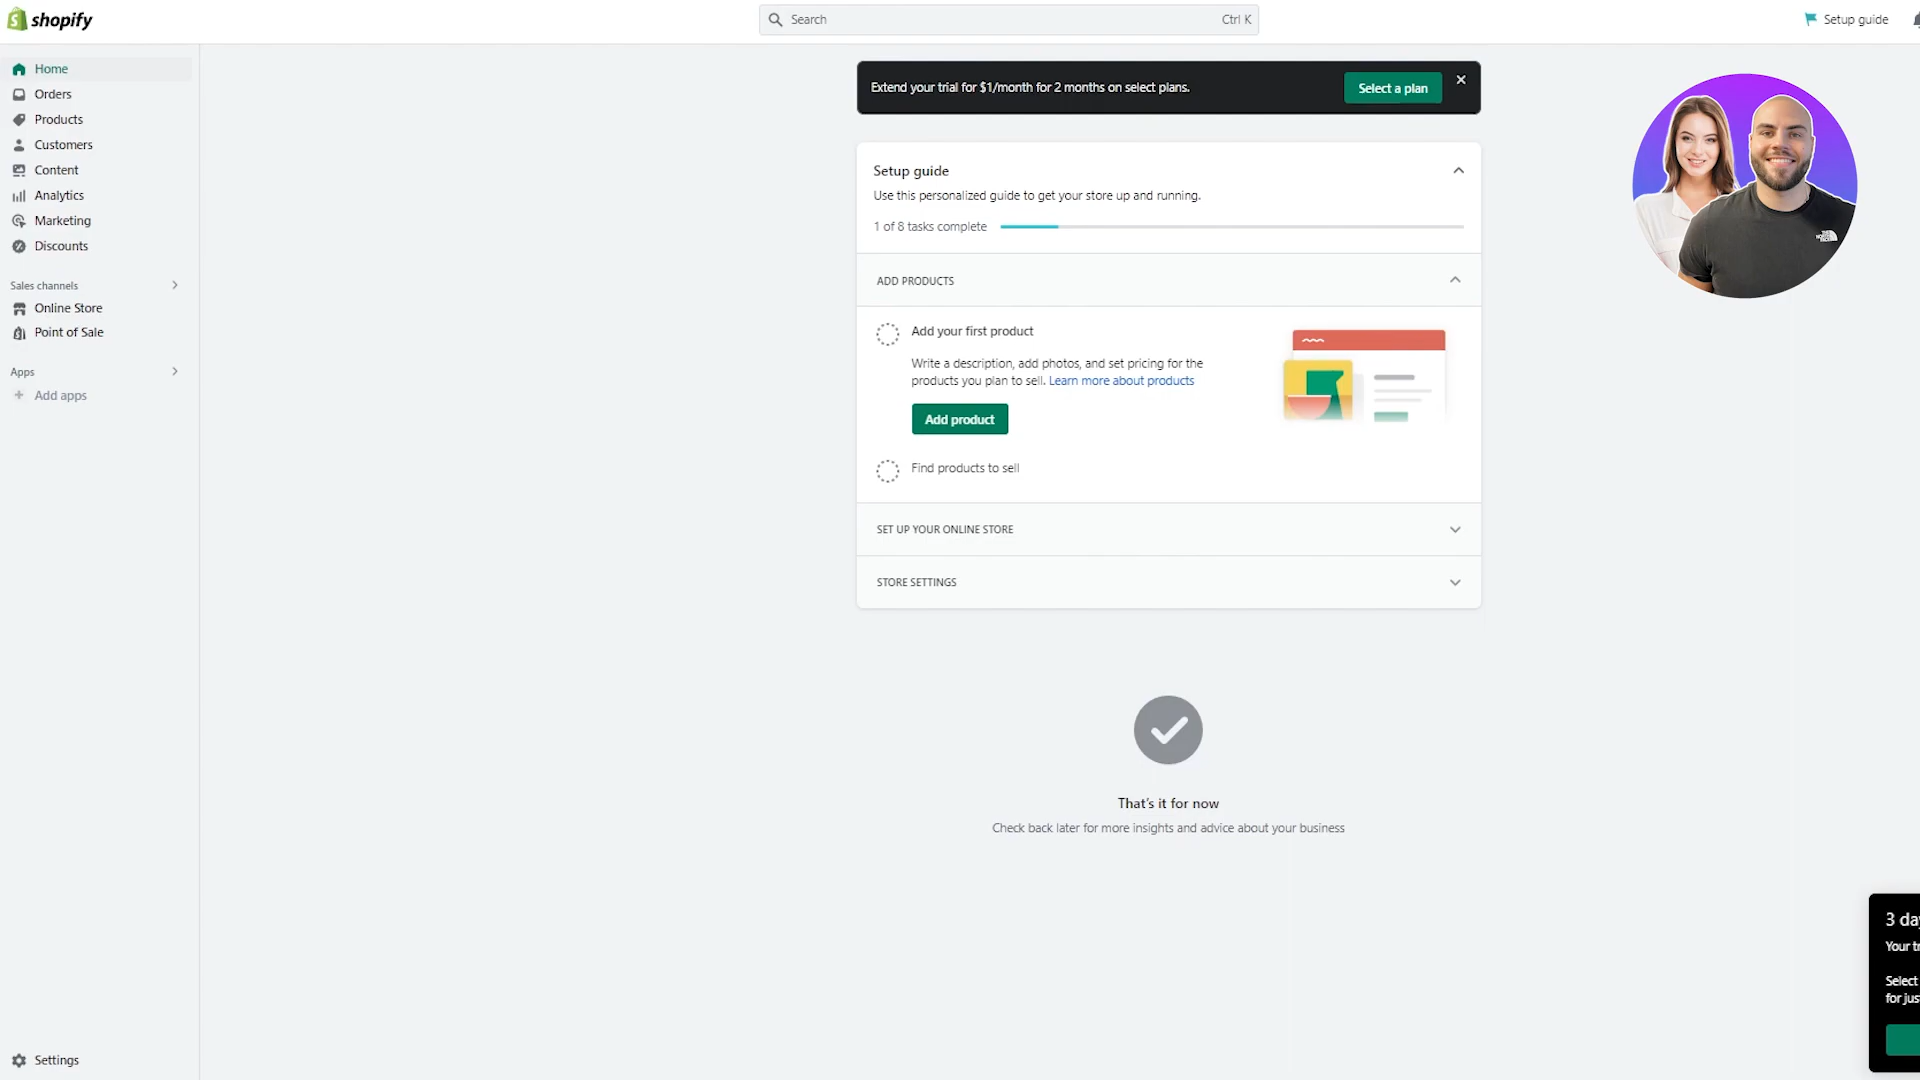 shopify
Search
Ctrl K
Setup guide
Home
Orders
Products
Customers
Content
Analytics
Marketing
Discounts
Sales channels
Online Store
Point of Sale
Apps
Add apps
Settings
Extend your trial for $1/month for 2 months on select plans.
Select a plan
Setup guide
Use this personalized guide to get your store up and running.
1 of 8 tasks complete
ADD PRODUCTS
Add your first product
Write a description, add photos, and set pricing for the
products you plan to sell. Learn more about products
Add product
Find products to sell
SET UP YOUR ONLINE STORE
STORE SETTINGS
That's it for now
Check back later for more insights and advice about your business
3
Your
Select
for